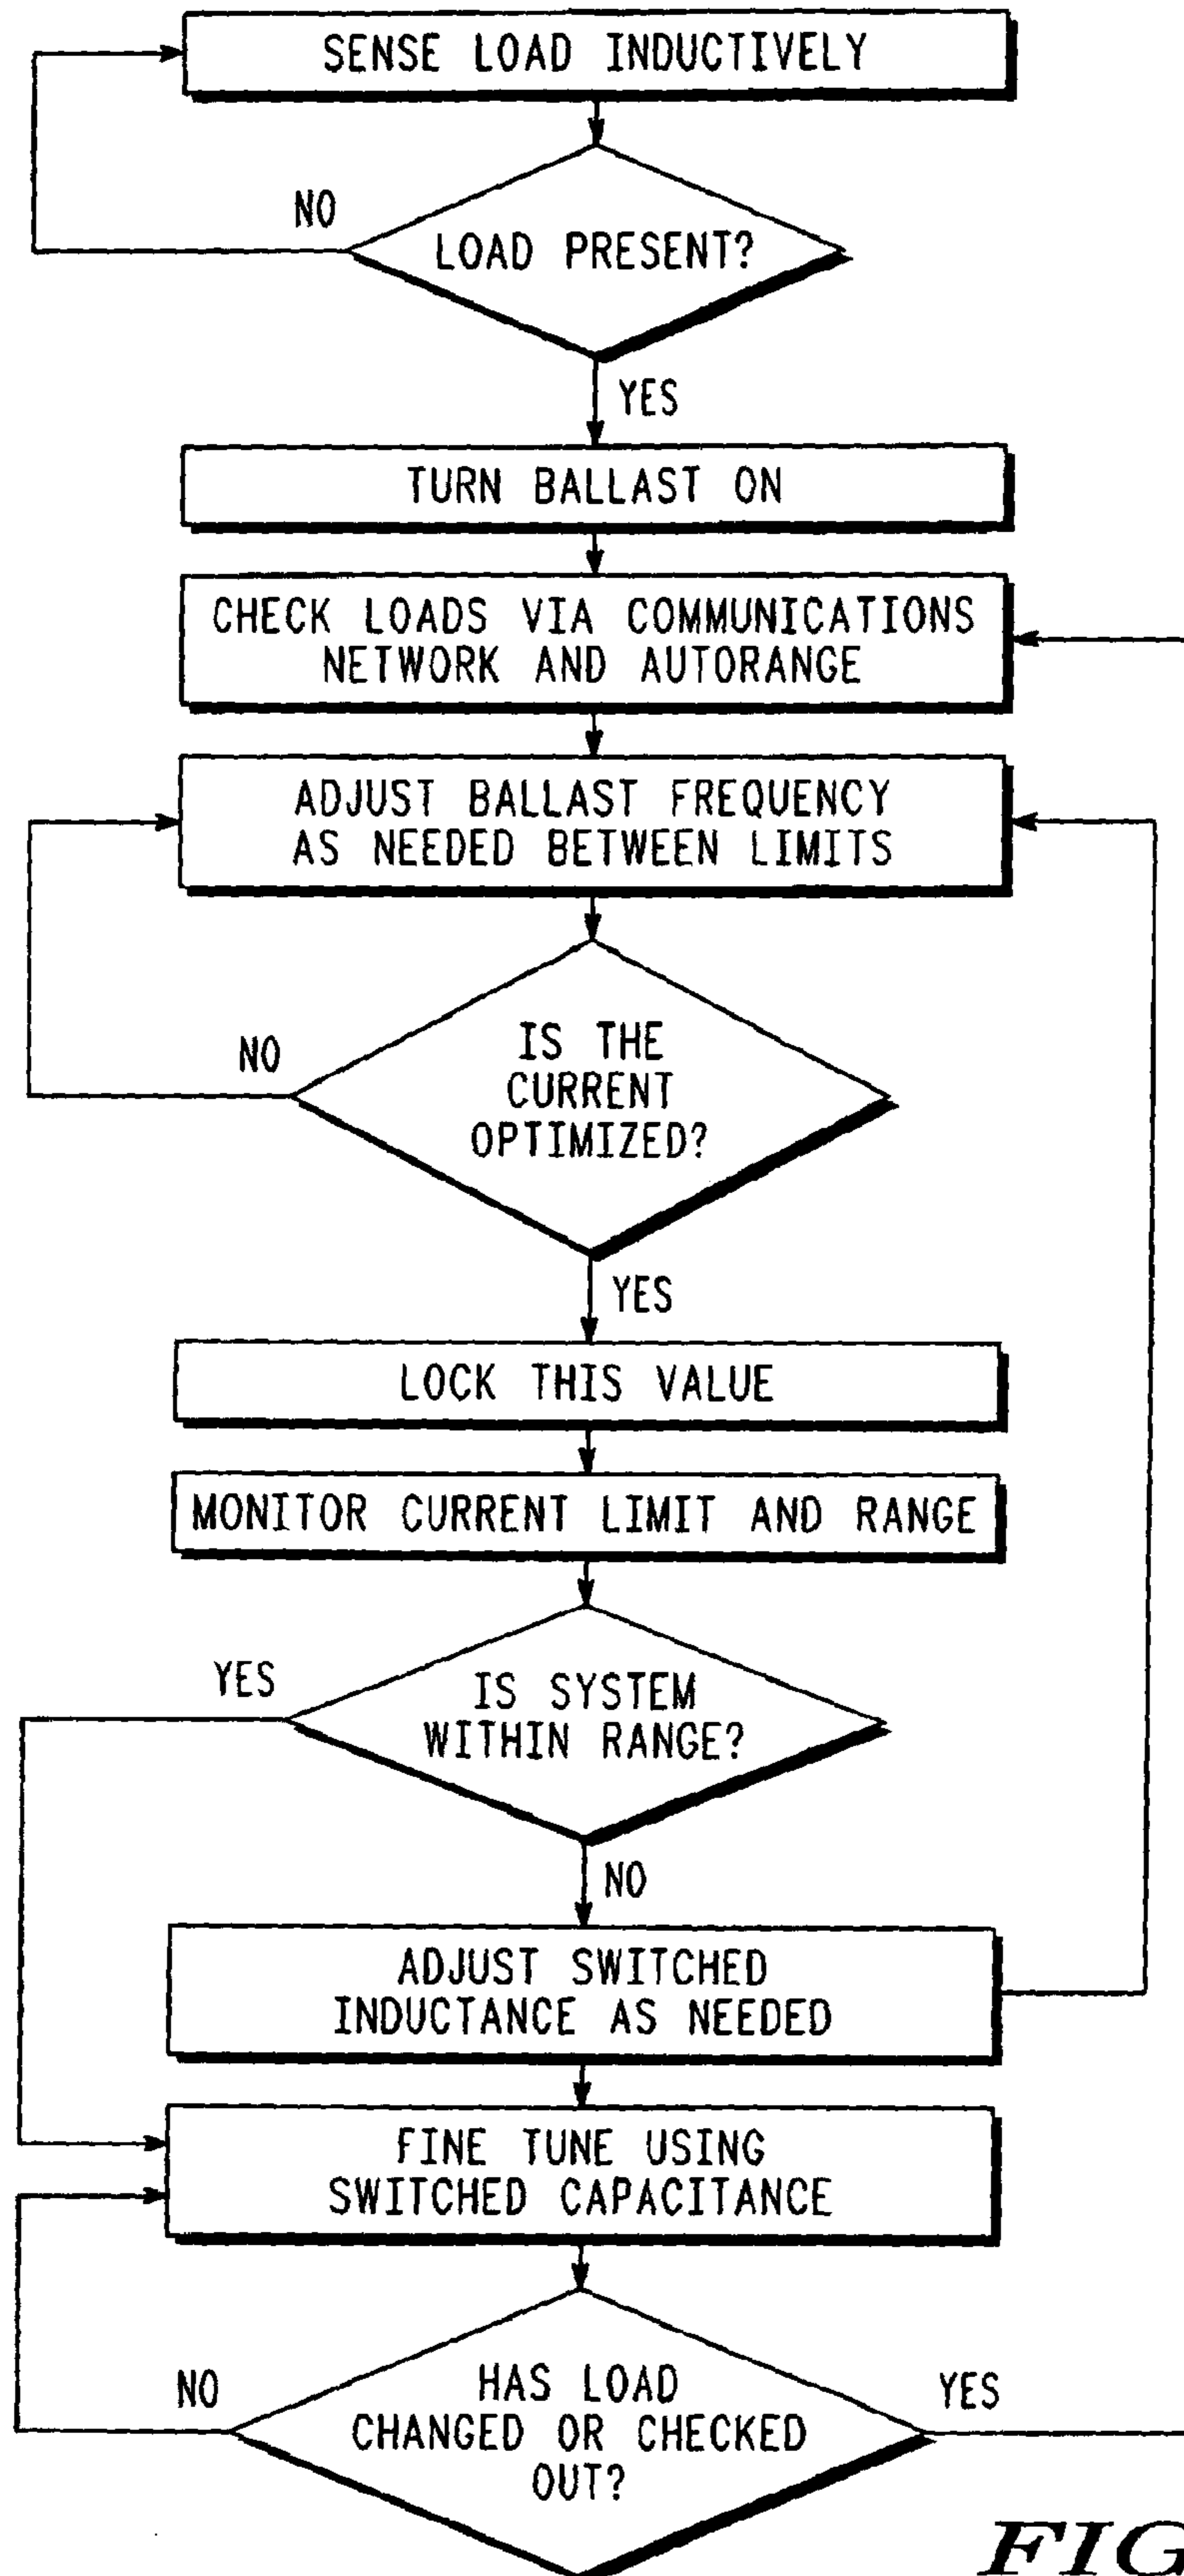 SENSE LOAD INDUCTIVELY
NO
LOAD PRESENT?
YES
TURN BALLAST ON
CHECK LOADS VIA COMMUNICATIONS
NETWORK AND AUTORANGE
ADJUST BALLAST FREQUENCY
AS NEEDED BETWEEN LIMITS
NO
IS THE
CURRENT
OPTIMIZED?
YES
LOCK THIS VALUE
MONITOR CURRENT LIMIT AND RANGE
YES
IS SYSTEM
WITHIN RANGE?
NO
ADJUST SWITCHED
INDUCTANCE AS NEEDED
FINE TUNE USING
SWITCHED CAPACITANCE
NO
HAS LOAD
CHANGED OR CHECKED
OUT?
YES
FIG